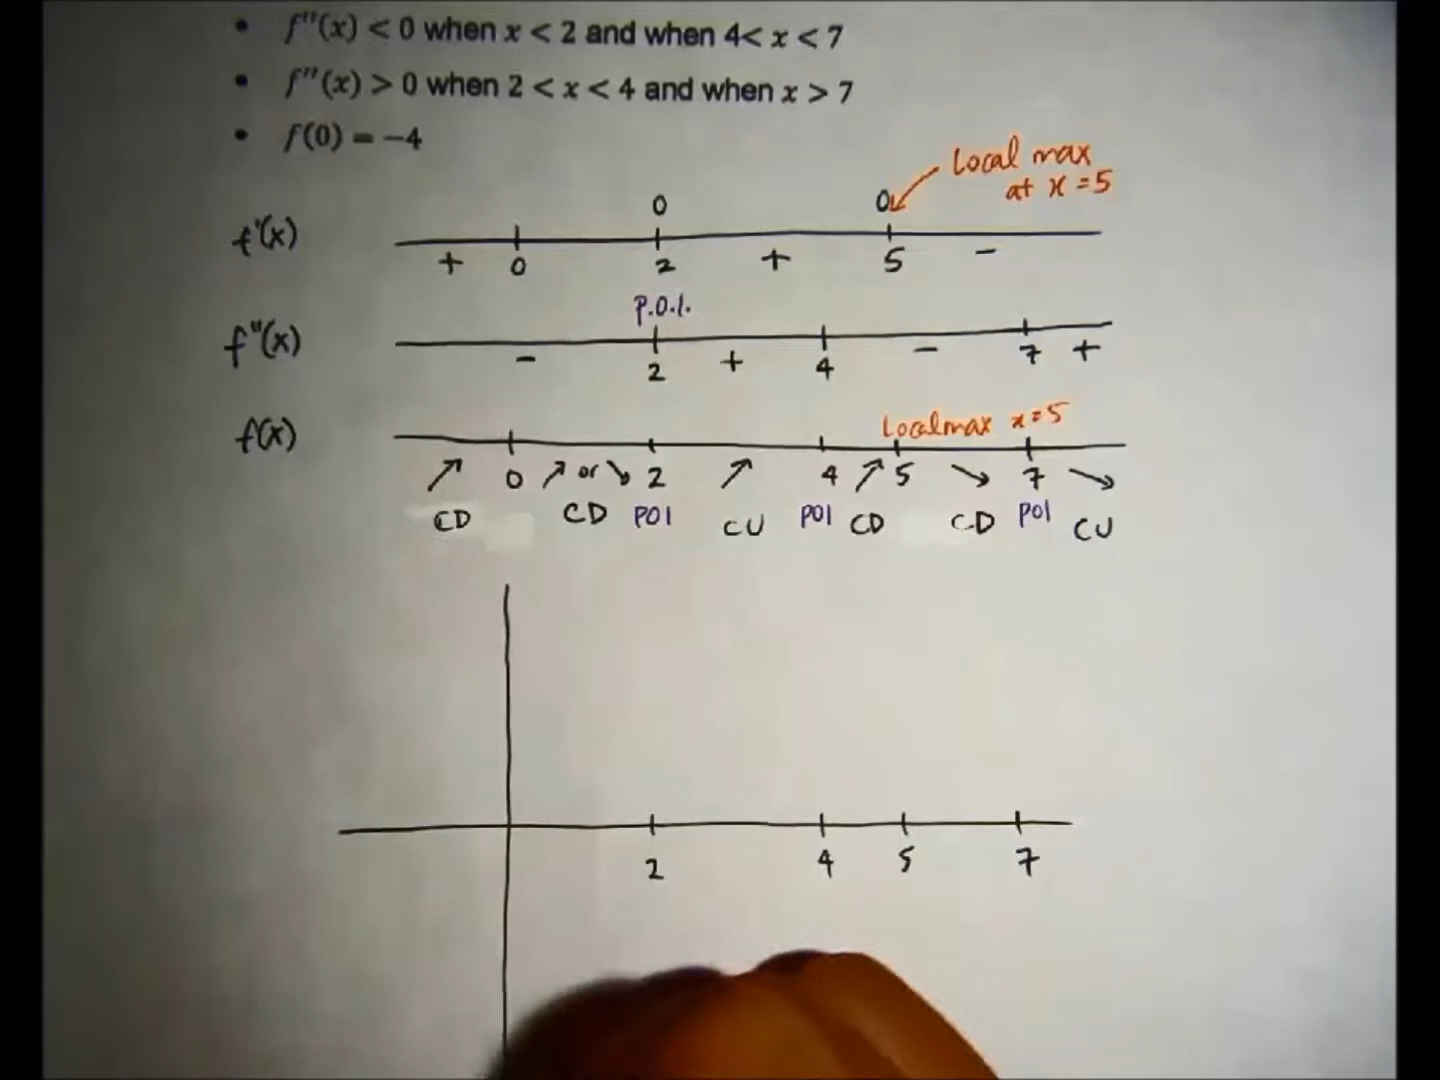 • f''(x) < 0 when x < 2 and when 4< x < 7
• f''(x) > 0 when 2 < x < 4 and when x > 7
• f(0) = −4
Local max
at x = 5
0 0
f'(x)
+ 0 2 + 5 −
P.O.I.
f''(x)
− 2 + 4 − 7 +
Local max x = 5
f(x)
↗ 0 ↗ or ↘ 2 ↗ 4 ↗ 5 ↘ 7 ↘
CD CD POI CU POI CD CD POI CU
2 4 5 7